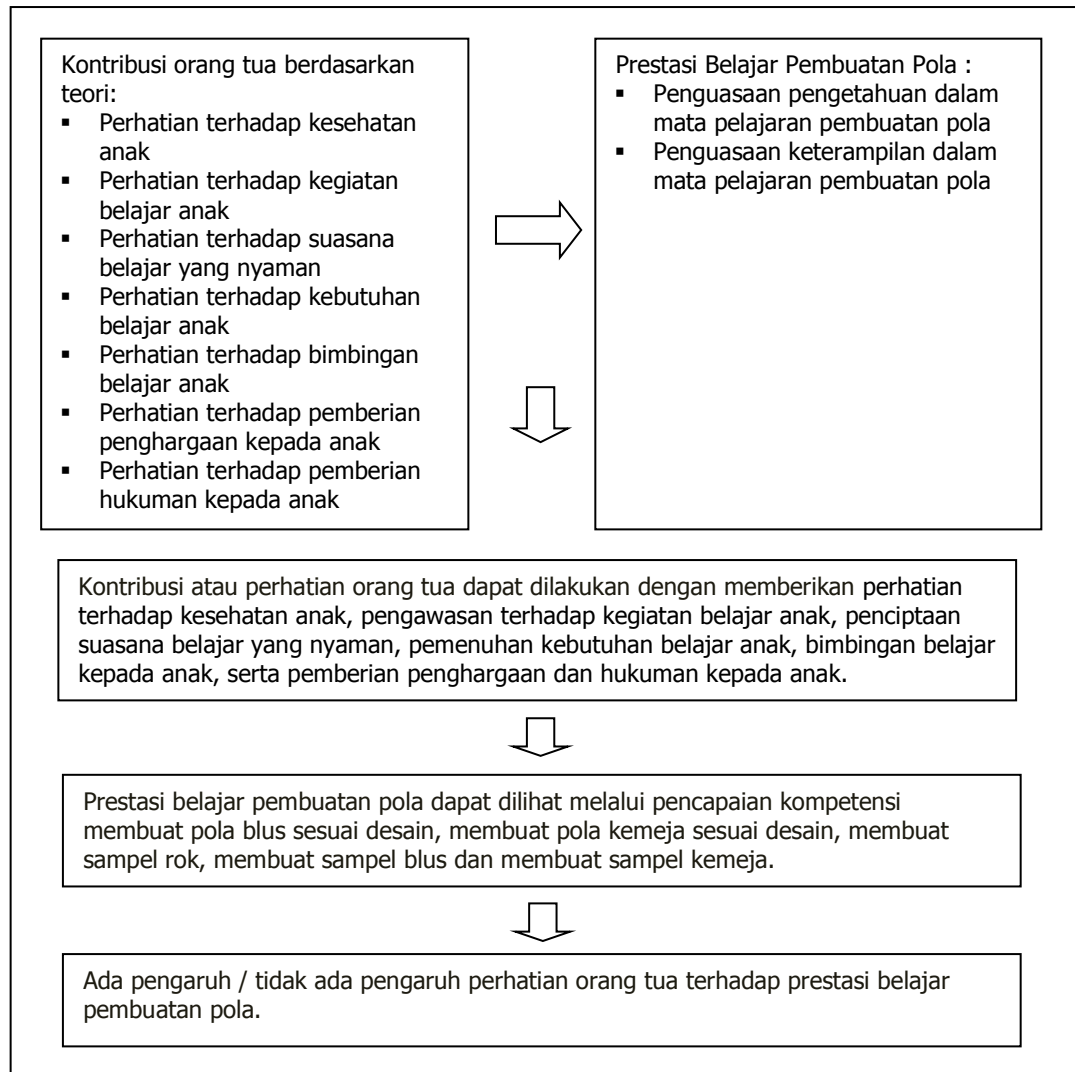 Kontribusi orang tua berdasarkan
teori:
▪ Perhatian terhadap kesehatan
anak
▪ Perhatian terhadap kegiatan
belajar anak
▪ Perhatian terhadap suasana
belajar yang nyaman
▪ Perhatian terhadap kebutuhan
belajar anak
▪ Perhatian terhadap bimbingan
belajar anak
▪ Perhatian terhadap pemberian
penghargaan kepada anak
▪ Perhatian terhadap pemberian
hukuman kepada anak
Prestasi Belajar Pembuatan Pola :
▪ Penguasaan pengetahuan dalam
mata pelajaran pembuatan pola
▪ Penguasaan keterampilan dalam
mata pelajaran pembuatan pola
Kontribusi atau perhatian orang tua dapat dilakukan dengan memberikan perhatian
terhadap kesehatan anak, pengawasan terhadap kegiatan belajar anak, penciptaan
suasana belajar yang nyaman, pemenuhan kebutuhan belajar anak, bimbingan belajar
kepada anak, serta pemberian penghargaan dan hukuman kepada anak.
Prestasi belajar pembuatan pola dapat dilihat melalui pencapaian kompetensi
membuat pola blus sesuai desain, membuat pola kemeja sesuai desain, membuat
sampel rok, membuat sampel blus dan membuat sampel kemeja.
Ada pengaruh / tidak ada pengaruh perhatian orang tua terhadap prestasi belajar
pembuatan pola.